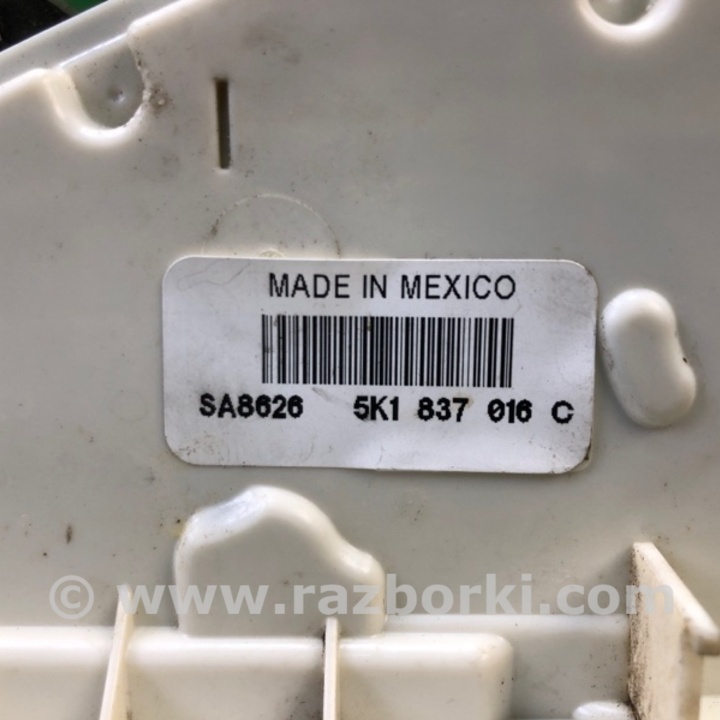 MADE IN MEXICO
SA8626 5K1 837 016 C
© www.razborki.com